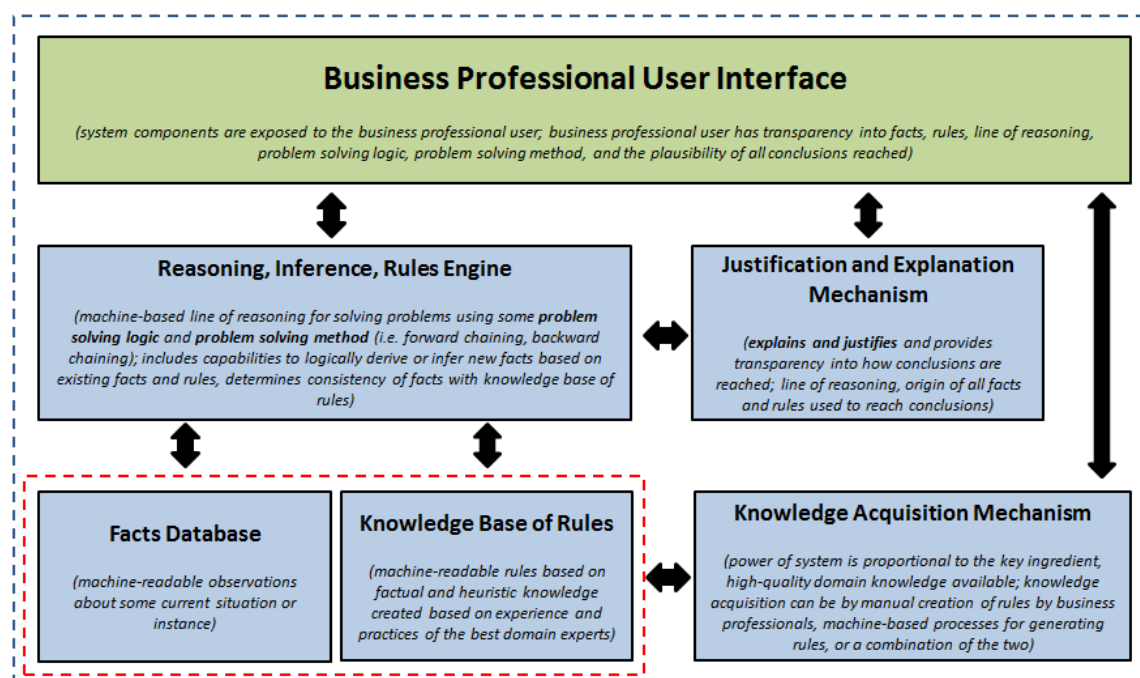 Business Professional User Interface
(system components are exposed to the business professional user; business professional user has transparency into facts, rules, line of reasoning,
problem solving logic, problem solving method, and the plausibility of all conclusions reached)
Reasoning, Inference, Rules Engine
(machine-based line of reasoning for solving problems using some problem
solving logic and problem solving method (i.e. forward chaining, backward
chaining); includes capabilities to logically derive or infer new facts based on
existing facts and rules, determines consistency of facts with knowledge base of
rules)
Justification and Explanation
Mechanism
(explains and justifies and provides
transparency into how conclusions are
reached; line of reasoning, origin of all facts
and rules used to reach conclusions)
Facts Database
(machine-readable observations
about some current situation or
instance)
Knowledge Base of Rules
(machine-readable rules based on
factual and heuristic knowledge
created based on experience and
practices of the best domain experts)
Knowledge Acquisition Mechanism
(power of system is proportional to the key ingredient,
high-quality domain knowledge available; knowledge
acquisition can be by manual creation of rules by business
professionals, machine-based processes for generating
rules, or a combination of the two)